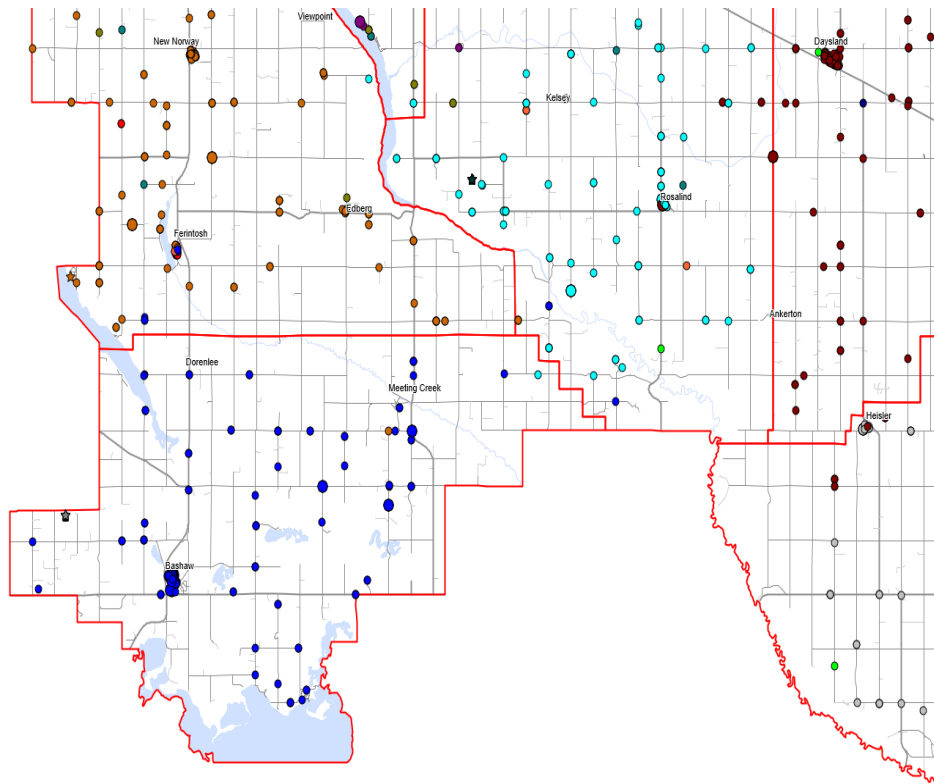 Viewpoint
New Norway
Daysland
Kelsey
Rosalind
Edberg
Ferintosh
Ankerton
Dorenlee
Meeting Creek
Heisler
Bashaw